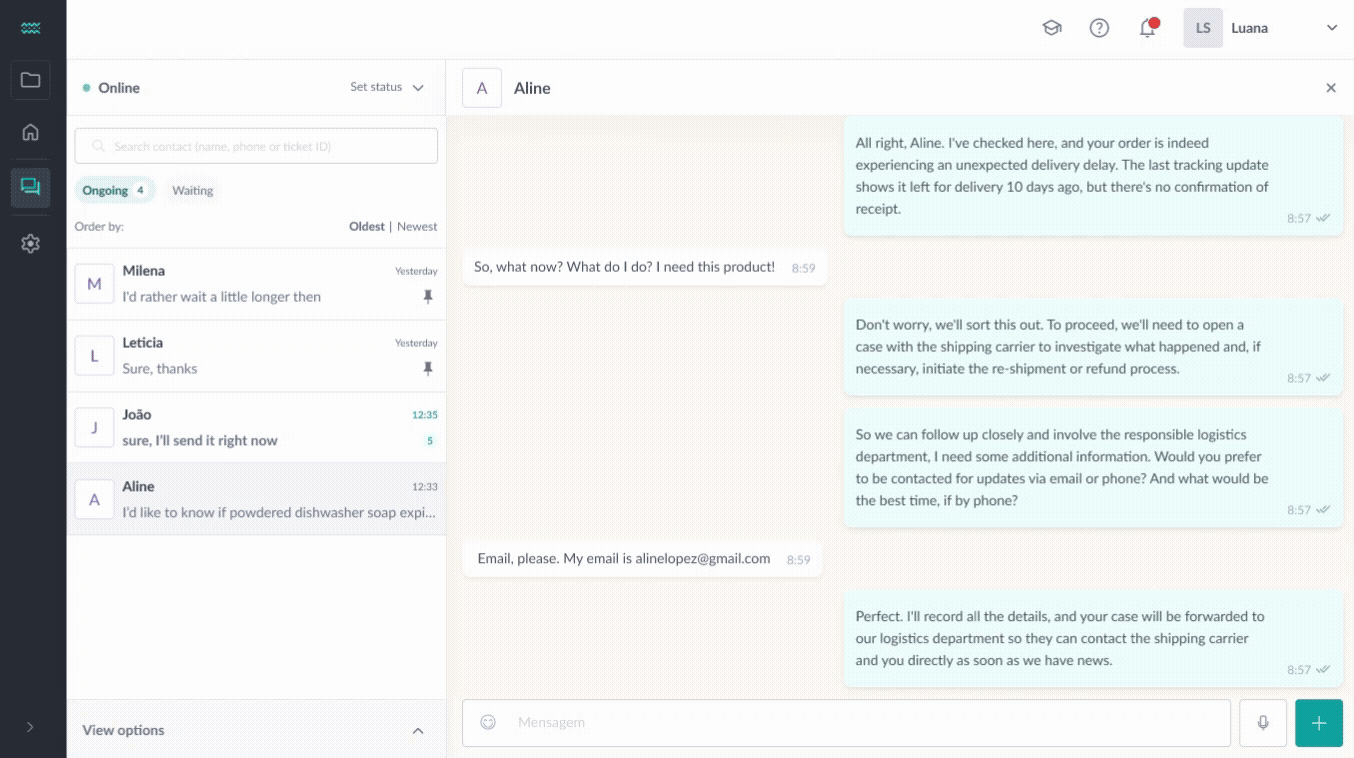 LS Luana
Online
Set status
Search contact (name, phone or ticket ID)
Ongoing 4 Waiting
Order by:
Oldest | Newest
M
Milena
Yesterday
I'd rather wait a little longer then
L
Leticia
Yesterday
Sure, thanks
J
João
12:35
sure, I'll send it right now
5
A
Aline
12:33
I'd like to know if powdered dishwasher soap expi...
View options
A Aline
All right, Aline. I've checked here, and your order is indeed
experiencing an unexpected delivery delay. The last tracking update
shows it left for delivery 10 days ago, but there's no confirmation of
receipt.
8:57
So, what now? What do I do? I need this product! 8:59
Don't worry, we'll sort this out. To proceed, we'll need to open a
case with the shipping carrier to investigate what happened and, if
necessary, initiate the re-shipment or refund process.
8:57
So we can follow up closely and involve the responsible logistics
department, I need some additional information. Would you prefer
to be contacted for updates via email or phone? And what would be
the best time, if by phone?
8:57
Email, please. My email is alinelopez@gmail.com 8:59
Perfect. I'll record all the details, and your case will be forwarded to
our logistics department so they can contact the shipping carrier
and you directly as soon as we have news.
8:57
Mensagem